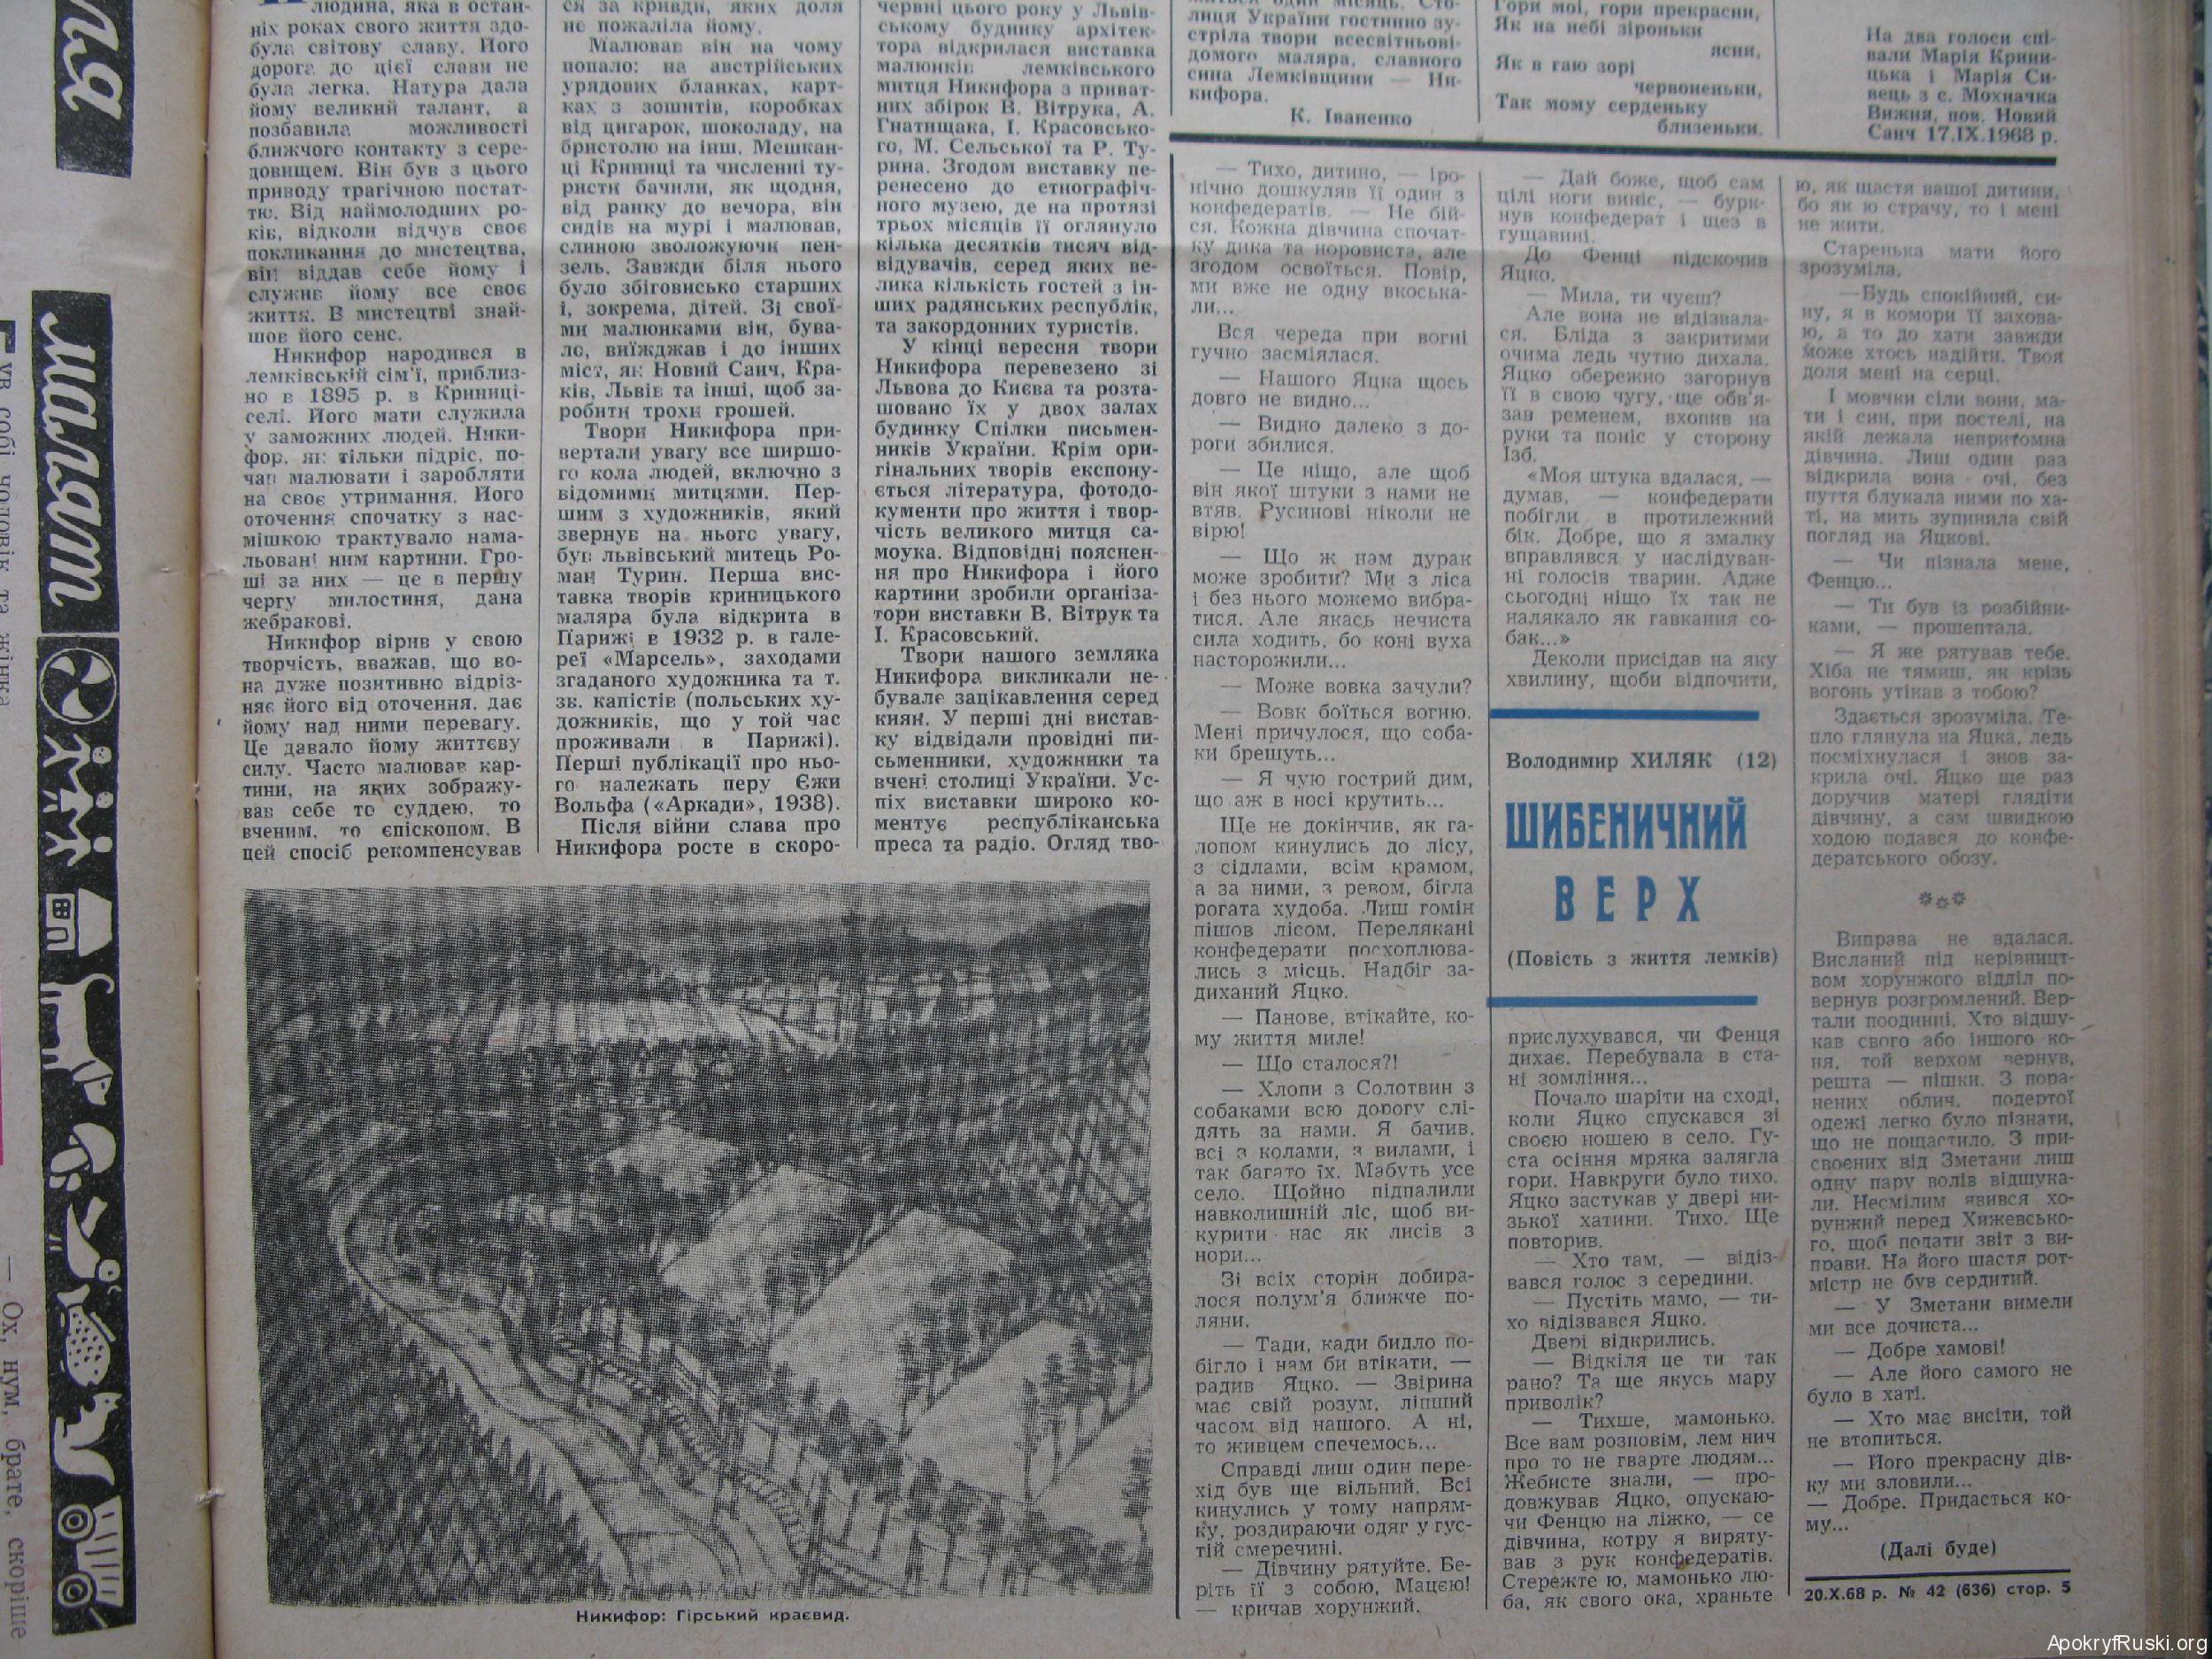 людина, яка в остан-
ніх роках свого життя здо-
була світову славу. Його
дорога до цієї слави не
була легка. Натура дала
йому великий талант, а
позбавила можливості
ближчого контакту з сере-
довищем. Він був з цього
приводу трагічною постат-
тю. Від наймолодших ро-
ків, відколи відчув своє
покликання до мистецтва,
він віддав себе йому і
служив йому все своє
життя. В мистецтві знай-
шов його сенс.
Никифор народився в
лемківській сім'ї, приблиз-
но в 1895 р. в Криниці-
селі. Його мати служила
у заможних людей. Ники-
фор, як тільки підріс, по-
чав малювати і заробляти
на своє утримання. Його
оточення спочатку з нас-
мішкою трактувало нама-
льовані ним картини. Гро-
ші за них — це в першу
чергу милостиня, дана
жебракові.
Никифор вірив у свою
творчість, вважав, що во-
на дуже позитивно відріз-
няє його від оточення, дає
йому над ними перевагу.
Це давало йому життєву
силу. Часто малював кар-
тини, на яких зображу-
вав себе то суддею, то
вченим, то єпіскопом. В
цей спосіб рекомпенсував
ся за кривди, яких доля
не пожаліла йому.
Малював він на чому
попало: на австрійських
урядових бланках, карт-
ках з зошитів, коробках
від цигарок, шоколаду, на
бристолю на інш. Мешкан-
ці Криниці та численні ту-
ристи бачили, як щодня,
від ранку до вечора, він
сидів на мурі і малював,
слиною зволожуючи пен-
зель. Завжди біля нього
було збіговисько старших
і, зокрема, дітей. Зі свої-
ми малюнками він, бува-
ло, виїжджав і до інших
міст, як Новий Санч, Кра-
ків, Львів та інші, щоб за-
робити трохи грошей.
Твори Никифора при-
вертали увагу все ширшо-
го кола людей, включно з
відомими митцями. Пер-
шим з художників, який
звернув на нього увагу,
був львівський митець Ро-
ман Турин. Перша вис-
тавка творів криницького
маляра була відкрита в
Парижі в 1932 р. в гале-
реї «Марсель», заходами
згаданого художника та т.
зв. капістів (польських ху-
дожників, що у той час
проживали в Парижі).
Перші публікації про ньо-
го належать перу Єжи
Вольфа («Аркади», 1938).
Після війни слава про
Никифора росте в скоро-
червні цього року у Львів-
ському будинку архітек-
тора відкрилася виставка
малюнків лемківського
митця Никифора з приват-
них збірок В. Вітрука, А.
Гнатищака, І. Красовсько-
го, М. Сельської та Р. Ту-
рина. Згодом виставку пе-
ренесено до етнографіч-
ного музею, де на протязі
трьох місяців її оглянуло
кілька десятків тисяч від-
відувачів, серед яких ве-
лика кількість гостей з ін-
ших радянських республік,
та закордонних туристів.
У кінці вересня твори
Никифора перевезено зі
Львова до Києва та розта-
шовано їх у двох залах
будинку Спілки письмен-
ників України. Крім ори-
гінальних творів експону-
ється література, фотодо-
кументи про життя і твор-
чість великого митця са-
моука. Відповідні пояснен-
ня про Никифора і його
картини зробили організа-
тори виставки В. Вітрук та
І. Красовський.
Твори нашого земляка
Никифора викликали не-
бувале зацікавлення серед
киян. У перші дні вистав-
ку відвідали провідні пи-
сьменники, художники та
вчені столиці України. Ус-
піх виставки широко ко-
ментує республіканська
преса та радіо. Огляд тво-
один місяць. Сто-
лиця України гостинно зу-
стріла твори всесвітньові-
домого маляра, славного
сина Лемківщини — Ни-
кифора.
К. Іваненко
Гори мої, гори прекрасни,
Як на небі зіроньки
ясни,
Як в гаю зорі
червоненьки,
Так мому серденьку
близеньки.
На два голоси спі-
вали Марія Крини-
цька і Марія Си-
вець з с. Мохначка
Вижня, пов. Новий
Санч 17.IX.1968 р.
Никифор: Гірський краєвид.
— Тихо, дитино, — іро-
нічно дошкуляв її один з
конфедератів. — Не бій-
ся. Кожна дівчина спочат-
ку дика та норовиста, але
згодом освоїться. Повір,
ми вже не одну вкоська-
ли...
Вся череда при вогні
гучно засміялася.
— Нашого Яцка щось
довго не видно...
— Видно далеко з до-
роги збилися.
— Це ніщо, але щоб
він якої штуки з нами не
втяв. Русинові ніколи не
вірю!
— Що ж нам дурак
може зробити? Ми з ліса
і без нього можемо вибра-
тися. Але якась нечиста
сила ходить, бо коні вуха
насторожили...
— Може вовка зачули?
— Вовк боїться вогню.
Мені причулося, що соба-
ки брешуть...
— Я чую гострий дим,
що аж в носі крутить...
Ще не докінчив, як га-
лопом кинулись до лісу,
з сідлами, всім крамом,
а за ними, з ревом, бігла
рогата худоба. Лиш гомін
пішов лісом. Перелякані
конфедерати посхоплюва-
лись з місць. Надбіг за-
диханий Яцко.
— Панове, втікайте, ко-
му життя миле!
— Що сталося?!
— Хлопи з Солотвин з
собаками всю дорогу слі-
дять за нами. Я бачив,
всі з колами, з вилами, і
так багато їх. Мабуть усе
село. Щойно підпалили
навколишній ліс, щоб ви-
курити нас як лисів з
нори...
Зі всіх сторін добира-
лося полум'я ближче по-
ляни.
— Тади, кади бидло по-
бігло і нам би втікати, —
радив Яцко. — Звірина
має свій розум, ліпший
часом від нашого. А ні,
то живцем спечемось...
Справді лиш один пере-
хід був ще вільний. Всі
кинулись у тому напрям-
ку, роздираючи одяг у гус-
тій смеречині.
— Дівчину рятуйте. Бе-
ріть її з собою, Мацею!
— кричав хорунжий.
— Дай боже, щоб сам
цілі ноги виніс, — бурк-
нув конфедерат і щез в
гущавині.
До Фенці підскочив
Яцко.
— Мила, ти чуєш?
Але вона не відізвала-
ся. Бліда з закритими
очима ледь чутно дихала.
Яцко обережно загорнув
її в свою чугу, ще обв'я-
зав ременем, вхопив на
руки та поніс у сторону
Ізб.
«Моя штука вдалася, —
думав, — конфедерати
побігли в протилежний
бік. Добре, що я змалку
вправлявся у наслідуван-
ні голосів тварин. Адже
сьогодні ніщо їх так не
налякало як гавкання со-
бак...»
Деколи присідав на яку
хвилину, щоби відпочити,
Володимир ХИЛЯК (12)
ШИБЕНИЧНИЙ
ВЕРХ
(Повість з життя лемків)
прислухувався, чи Фенця
дихає. Перебувала в ста-
ні зомління...
Почало шаріти на сході,
коли Яцко спускався зі
своєю ношею в село. Гу-
ста осіння мряка залягла
гори. Навкруги було тихо.
Яцко застукав у двері ни-
зької хатини. Тихо. Ще
повторив.
— Хто там, — відіз-
вався голос з середини.
— Пустіть мамо, — ти-
хо відізвався Яцко.
Двері відкрились.
— Відкіля це ти так
рано? Та ще якусь мару
приволік?
— Тихше, мамонько.
Все вам розповім, лем нич
про то не гварте людям...
Жебисте знали, — про-
довжував Яцко, опускаю-
чи Фенцю на ліжко, — се
дівчина, котру я виряту-
вав з рук конфедератів.
Стережте ю, мамонько лю-
ба, як свого ока, храньте
ю, як щастя вашої дитини,
бо як ю страчу, то і мені
не жити.
Старенька мати його
зрозуміла.
—Будь спокійний, си-
ну, я в комори її захова-
ю, а то до хати завжди
може хтось надійти. Твоя
доля мені на серці.
І мовчки сіли вони, ма-
ти і син, при постелі, на
якій лежала непритомна
дівчина. Лиш один раз
відкрила вона очі, без
пуття блукала ними по ха-
ті, на мить зупинила свій
погляд на Яцкові.
— Чи пізнала мене,
Фенцю...
— Ти був із розбійни-
ками, — прошептала.
— Я же рятував тебе.
Хіба не тямиш, як крізь
вогонь утікав з тобою?
Здається зрозуміла. Те-
пло глянула на Яцка, ледь
посміхнулася і знов за-
крила очі. Яцко ще раз
доручив матері глядіти
дівчину, а сам швидкою
ходою подався до конфе-
дератського обозу.
Виправа не вдалася.
Висланий під керівницт-
вом хорунжого відділ по-
вернув розгромлений. Вер-
тали поодинці. Хто відшу-
кав свого або іншого ко-
ня, той верхом вернув,
решта — пішки. З пора-
нених облич, подертої
одежі легко було пізнати,
що не пощастило. З при-
своєних від Зметани лиш
одну пару волів відшука-
ли. Несмілим явився хо-
рунжий перед Хижевсько-
го, щоб подати звіт з ви-
прави. На його щастя рот-
містр не був сердитий.
— У Зметани вимели
ми все дочиста...
— Добре хамові!
— Але його самого не
було в хаті.
— Хто має висіти, той
не втопиться.
— Його прекрасну дів-
ку ми зловили...
— Добре. Придасться ко-
му...
(Далі буде)
20.X.68 р. № 42 (636) стор. 5
— Ох, нум, брате, скоріше
ApokryfRuski.org